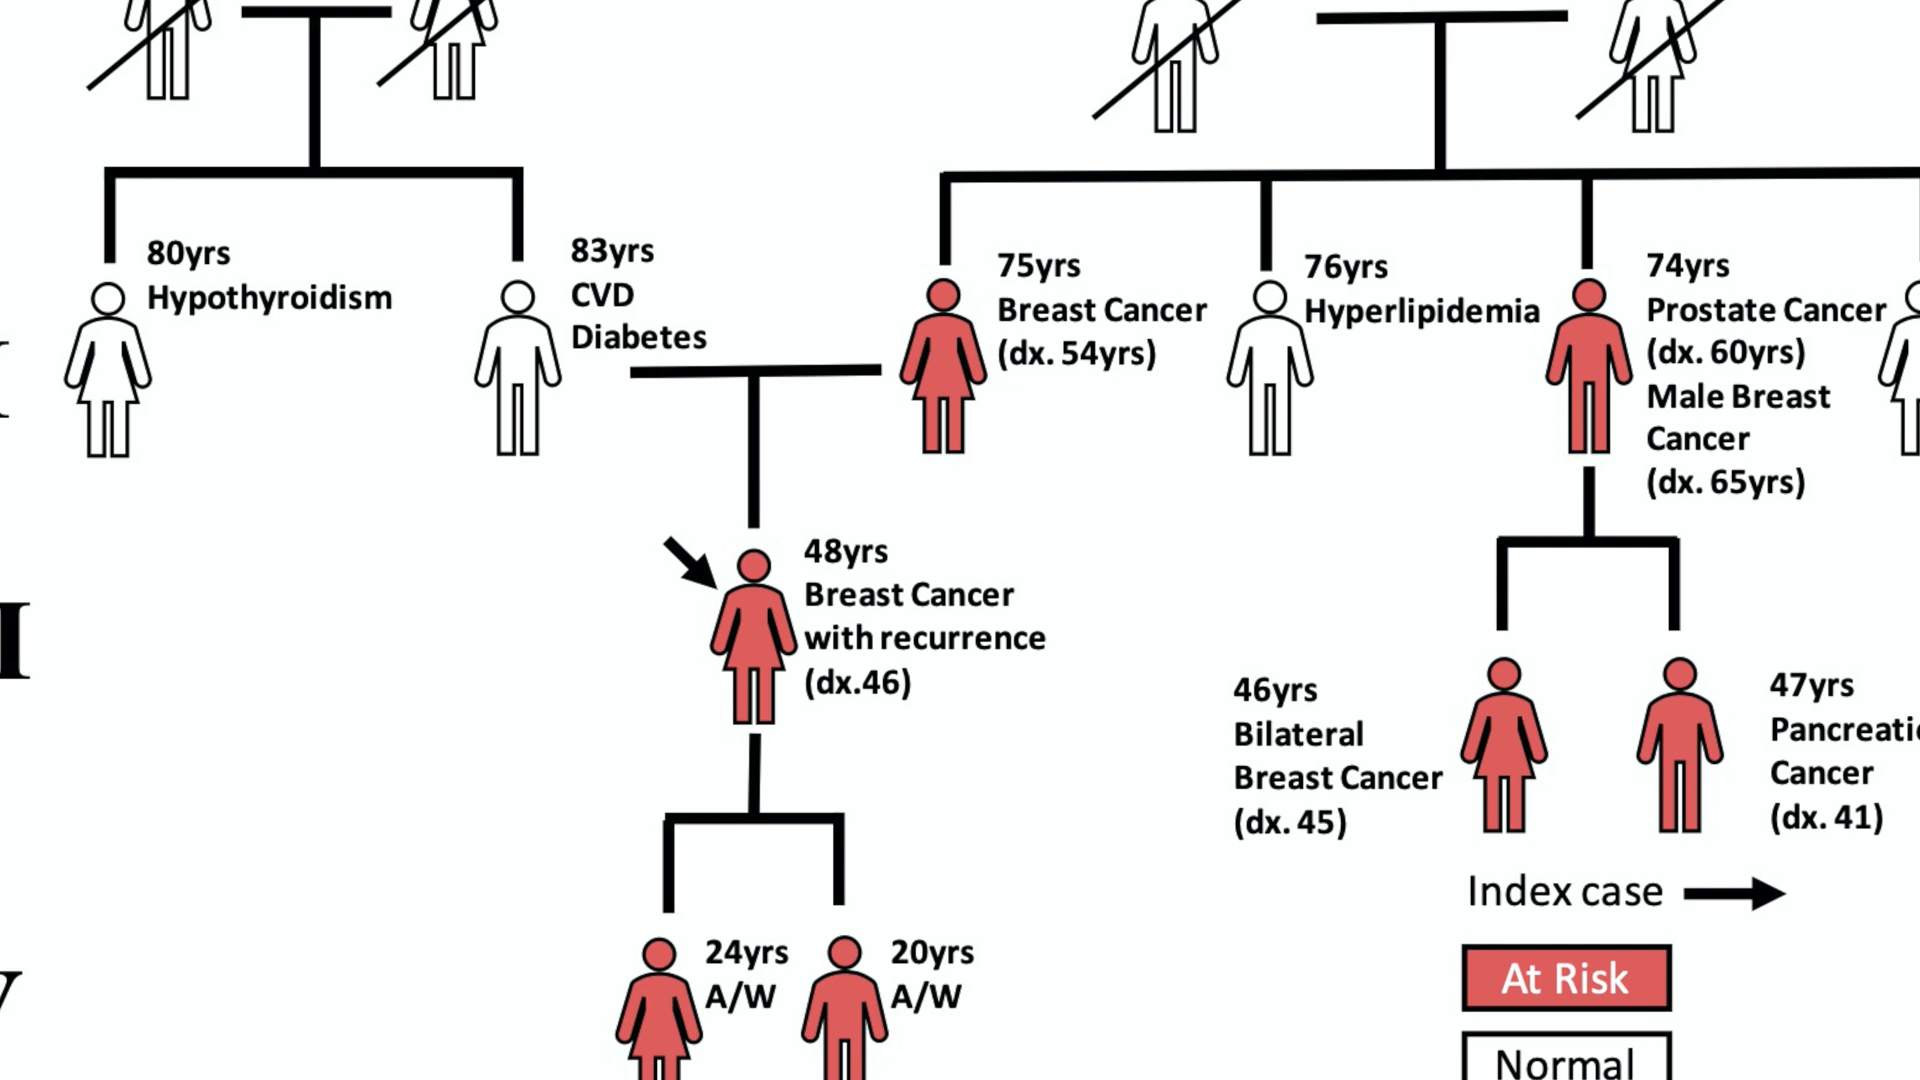 80yrs
Hypothyroidism
83yrs
CVD
Diabetes
75yrs
Breast Cancer
(dx. 54yrs)
76yrs
Hyperlipidemia
74yrs
Prostate Cancer
(dx. 60yrs)
Male Breast
Cancer
(dx. 65yrs)
48yrs
Breast Cancer
with recurrence
(dx.46)
46yrs
Bilateral
Breast Cancer
(dx. 45)
47yrs
Cancer
(dx. 41)
24yrs
A/W
20yrs
A/W
Index case
At Risk
Normal